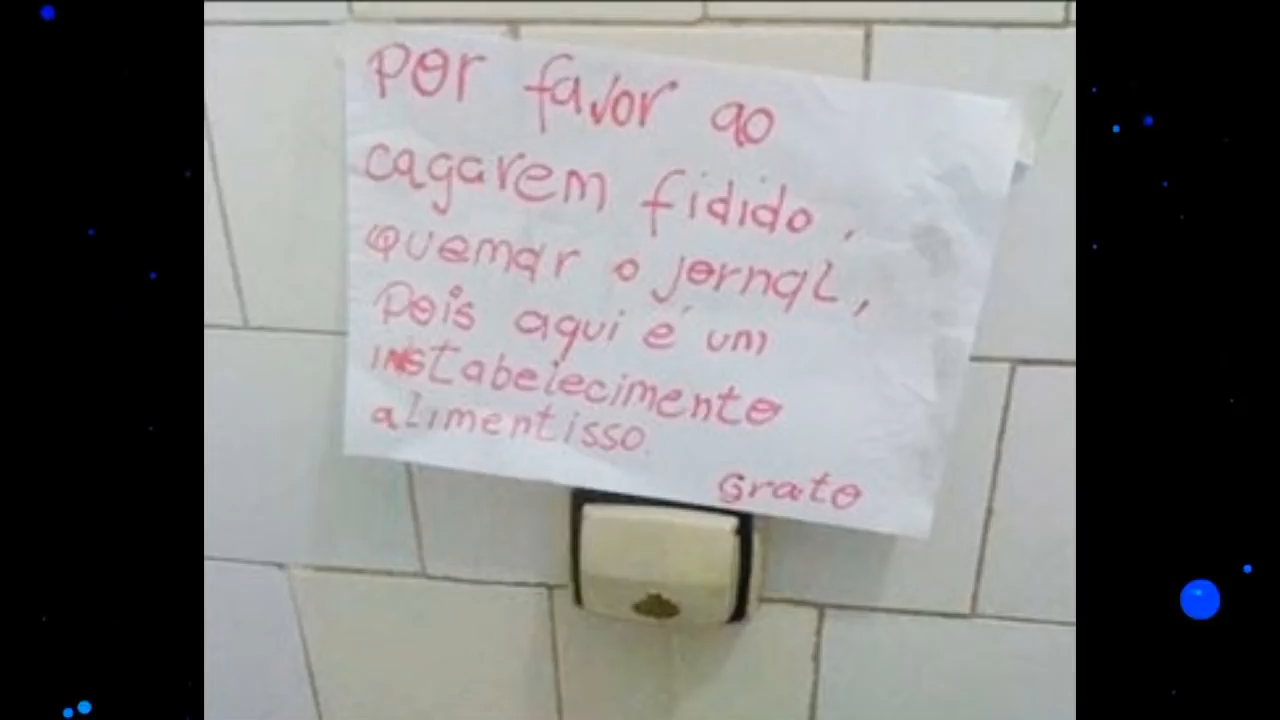 Por favor ao
cagarem fidido,
quemar o jornal,
Pois aqui é um
instabelecimento
alimentisso.
Grato